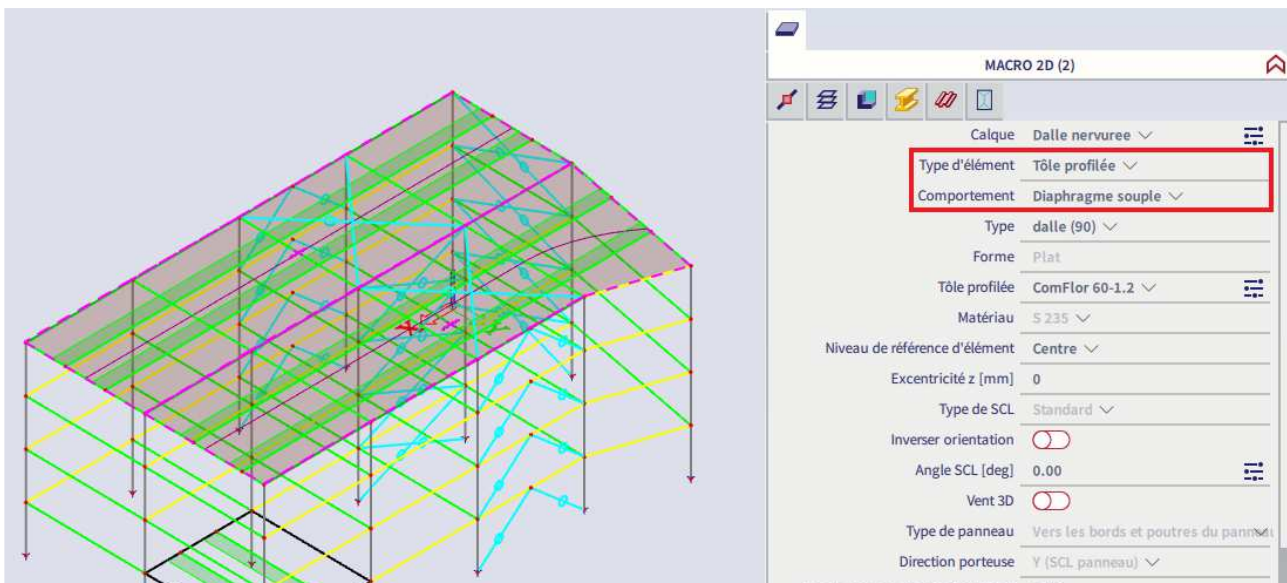 MACRO 2D (2)
Calque Dalle nervuree
Type d'élément Tôle profilée
Comportement Diaphragme souple
Type dalle (90)
Forme Plat
Tôle profilée ComFlor 60-1.2
Matériau S 235
Niveau de référence d'élément Centre
Excentricité z [mm] 0
Type de SCL Standard
Inverser orientation
Angle SCL [deg] 0.00
Vent 3D
Type de panneau Vers les bords et poutres du
Direction porteuse Y (SCL panneau)